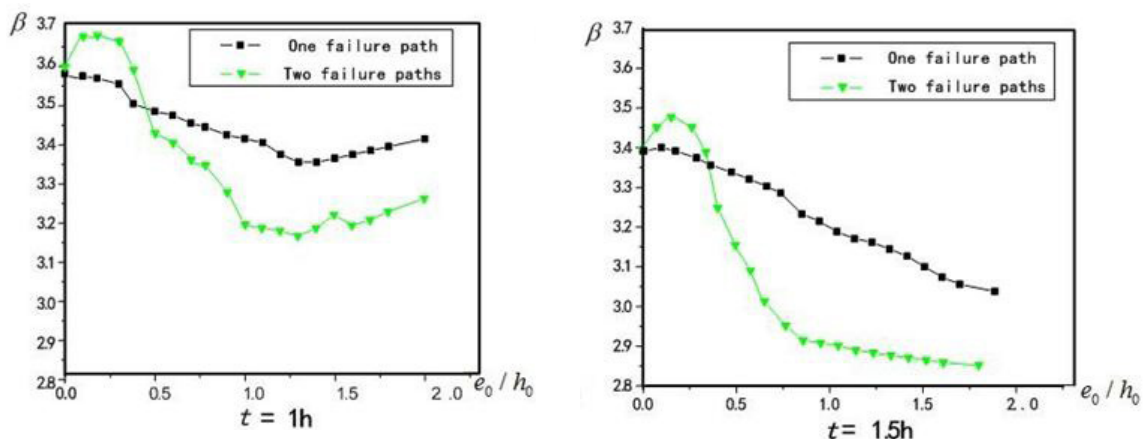 β
3.7
3.6
3.5
3.4
3.3
3.2
3.1
3.0
2.9
2.8
One failure path
Two failure paths
0.0 0.5 1.0 1.5 2.0
e₀ / h₀
t = 1h
β
3.7
3.6
3.5
3.4
3.3
3.2
3.1
3.0
2.9
2.8
One failure path
Two failure paths
0.0 0.5 1.0 1.5 2.0
e₀ / h₀
t = 1.5h